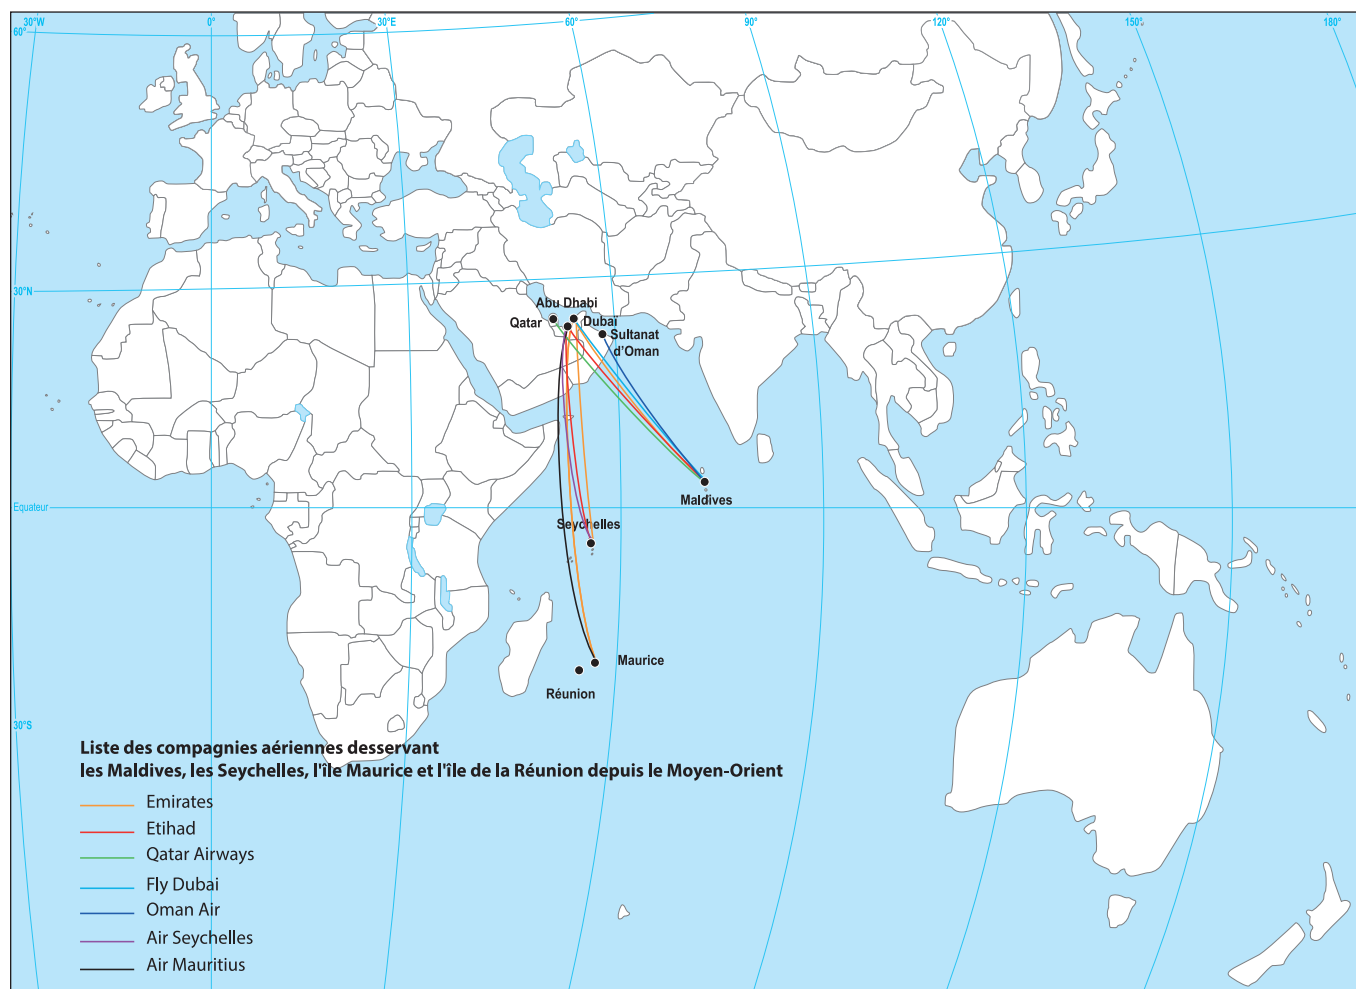 30°W
0°
30°E
60°
90°
120°
150°
180°
60°
30°N
Abu Dhabi
Qatar
Dubaï
Sultanat
d'Oman
Maldives
Equateur
Seychelles
Maurice
Réunion
30°S
Liste des compagnies aériennes desservant
les Maldives, les Seychelles, l'île Maurice et l'île de la Réunion depuis le Moyen-Orient
Emirates
Etihad
Qatar Airways
Fly Dubai
Oman Air
Air Seychelles
Air Mauritius